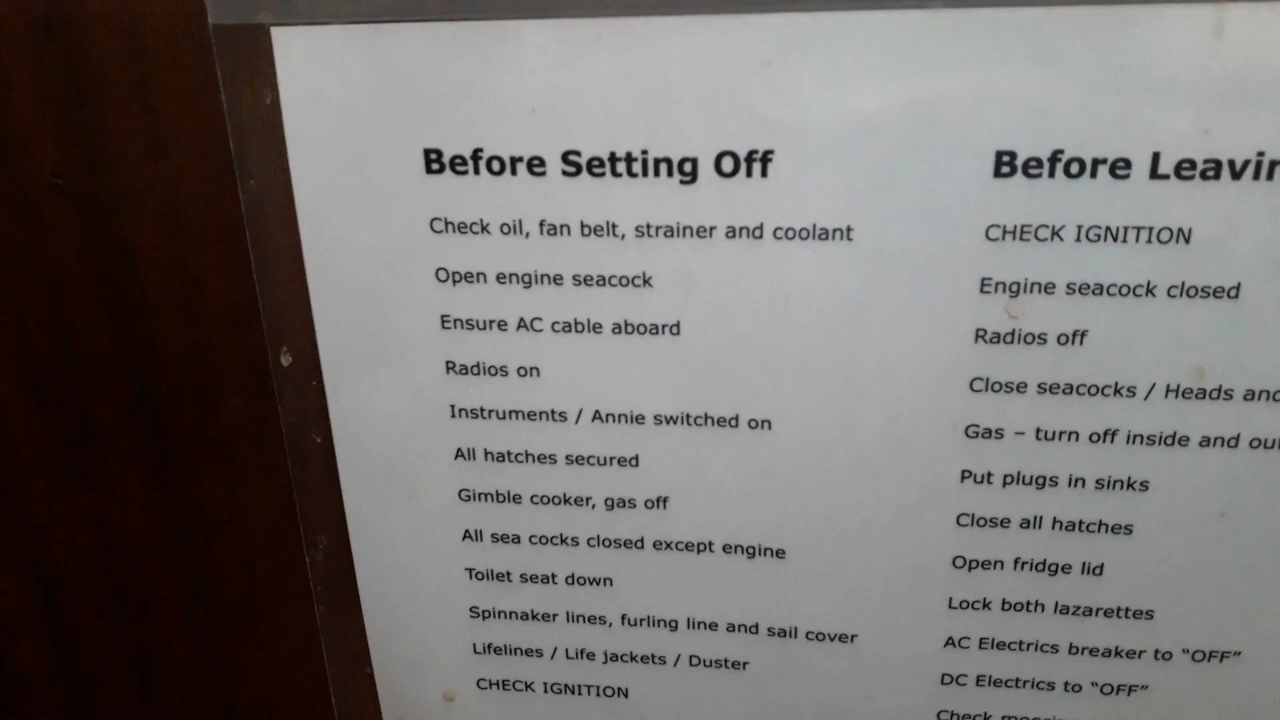 Before Setting Off
Check oil, fan belt, strainer and coolant
Open engine seacock
Ensure AC cable aboard
Radios on
Instruments / Annie switched on
All hatches secured
Gimble cooker, gas off
All sea cocks closed except engine
Toilet seat down
Spinnaker lines, furling line and sail cover
Lifelines / Life jackets / Duster
CHECK IGNITION
Before
CHECK IGNITION
Engine seacock closed
Radios off
Close seacocks / Heads and
Gas – turn off inside and
Put plugs in sinks
Close all hatches
Open fridge lid
Lock both lazarettes
AC Electrics breaker to “OFF”
DC Electrics to “OFF”
Check